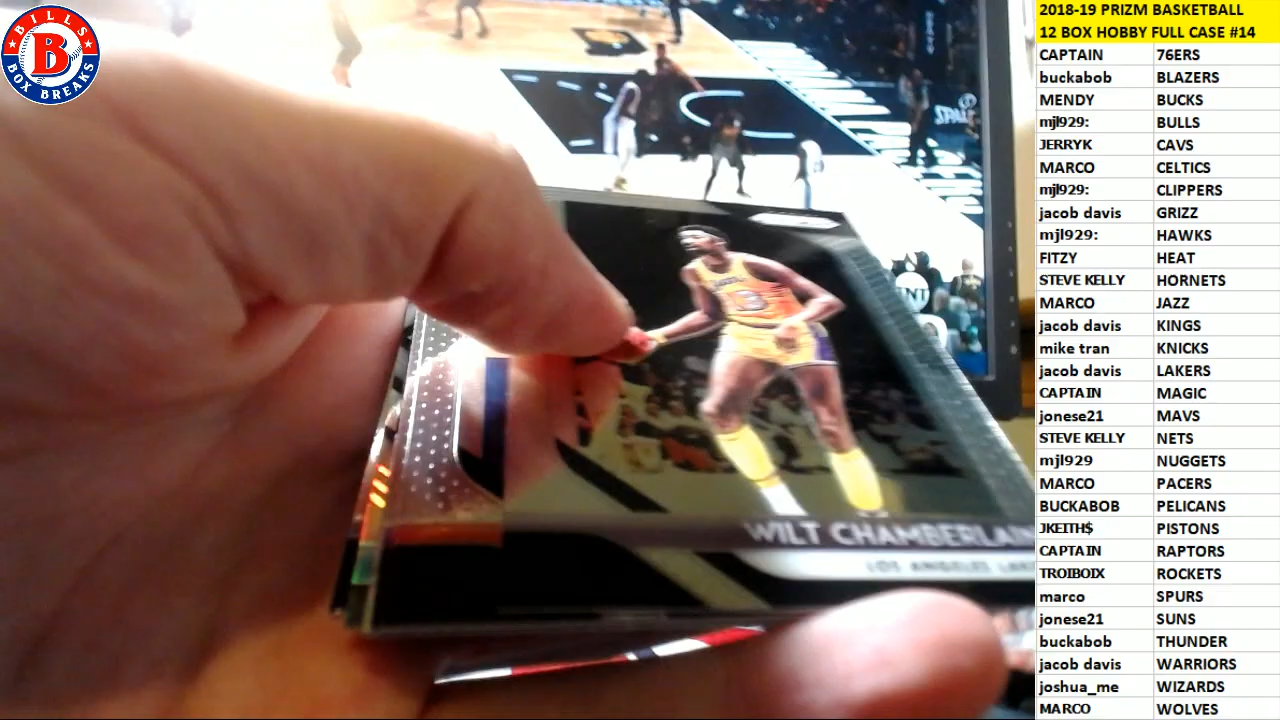 BILLS
B
BOX BREAKS
SPAL
13
WILT CHAMBERLAIN
LOS ANGELES LAK
2018-19 PRIZM BASKETBALL
12 BOX HOBBY FULL CASE #14
CAPTAIN 76ERS
buckabob BLAZERS
MENDY BUCKS
mjl929: BULLS
JERRYK CAVS
MARCO CELTICS
mjl929: CLIPPERS
jacob davis GRIZZ
mjl929: HAWKS
FITZY HEAT
STEVE KELLY HORNETS
MARCO JAZZ
jacob davis KINGS
mike tran KNICKS
jacob davis LAKERS
CAPTAIN MAGIC
jonese21 MAVS
STEVE KELLY NETS
mjl929 NUGGETS
MARCO PACERS
BUCKABOB PELICANS
JKEITH$ PISTONS
CAPTAIN RAPTORS
TROIBOIX ROCKETS
marco SPURS
jonese21 SUNS
buckabob THUNDER
jacob davis WARRIORS
joshua_me WIZARDS
MARCO WOLVES